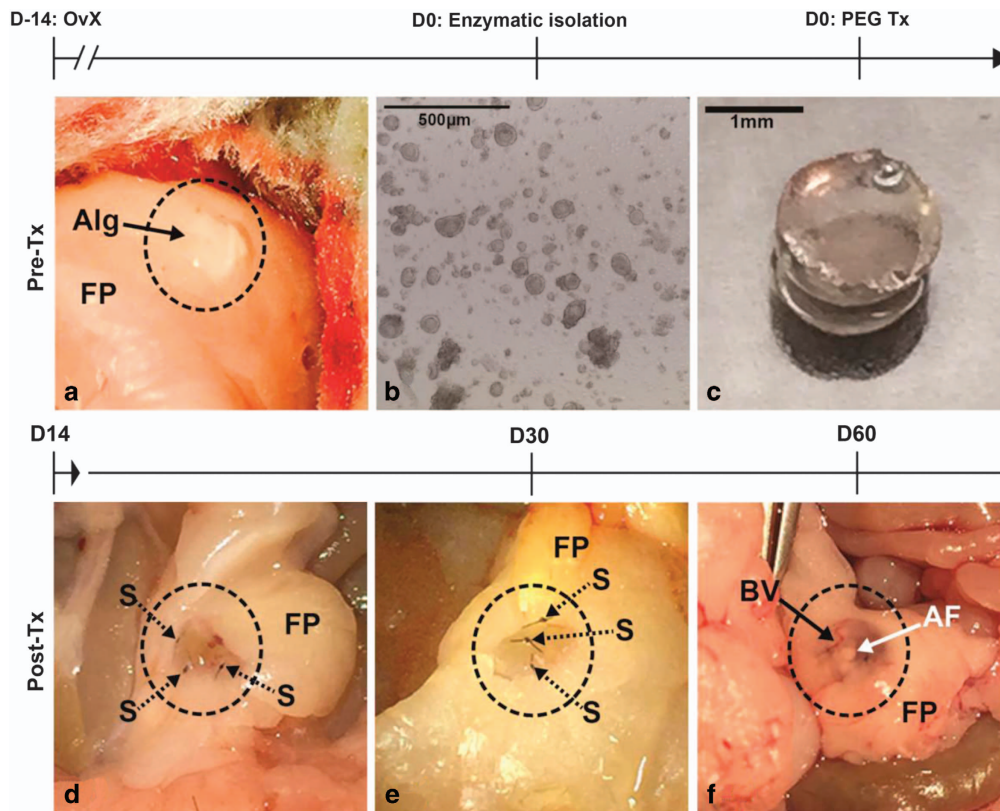 D-14: OvX
D0: Enzymatic isolation
D0: PEG Tx
Pre-Tx
Alg
FP
a
500µm
b
1mm
c
D14
D30
D60
Post-Tx
S
S
S
FP
d
FP
S
S
S
e
BV
AF
FP
f